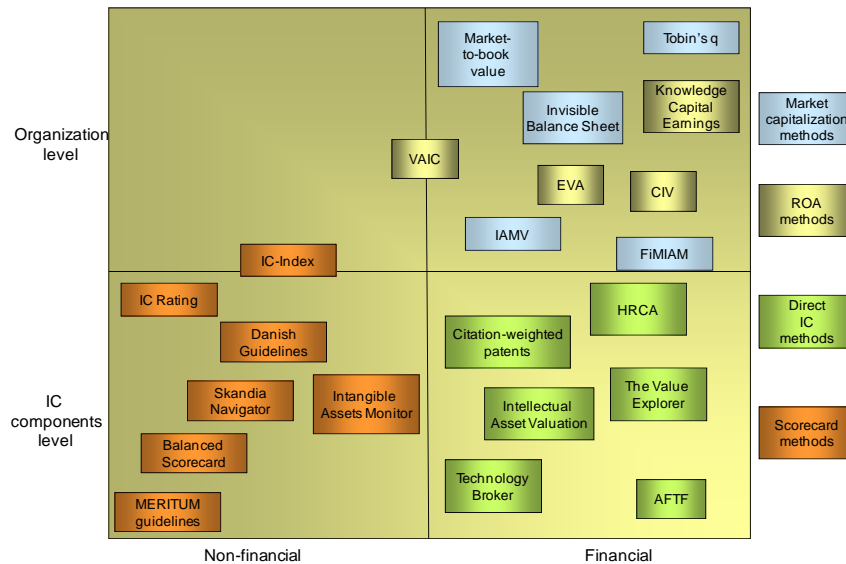 Market-
to-book
value
Tobin's q
Knowledge
Capital
Earnings
Invisible
Balance Sheet
Market
capitalization
methods
Organization
level
VAIC
EVA
CIV
ROA
methods
IAMV
FiMIAM
IC-Index
IC Rating
HRCA
Direct
IC
methods
Danish
Guidelines
Citation-weighted
patents
Skandia
Navigator
Intangible
Assets Monitor
The Value
Explorer
IC
components
level
Intellectual
Asset Valuation
Scorecard
methods
Balanced
Scorecard
Technology
Broker
AFTF
MERITUM
guidelines
Non-financial
Financial